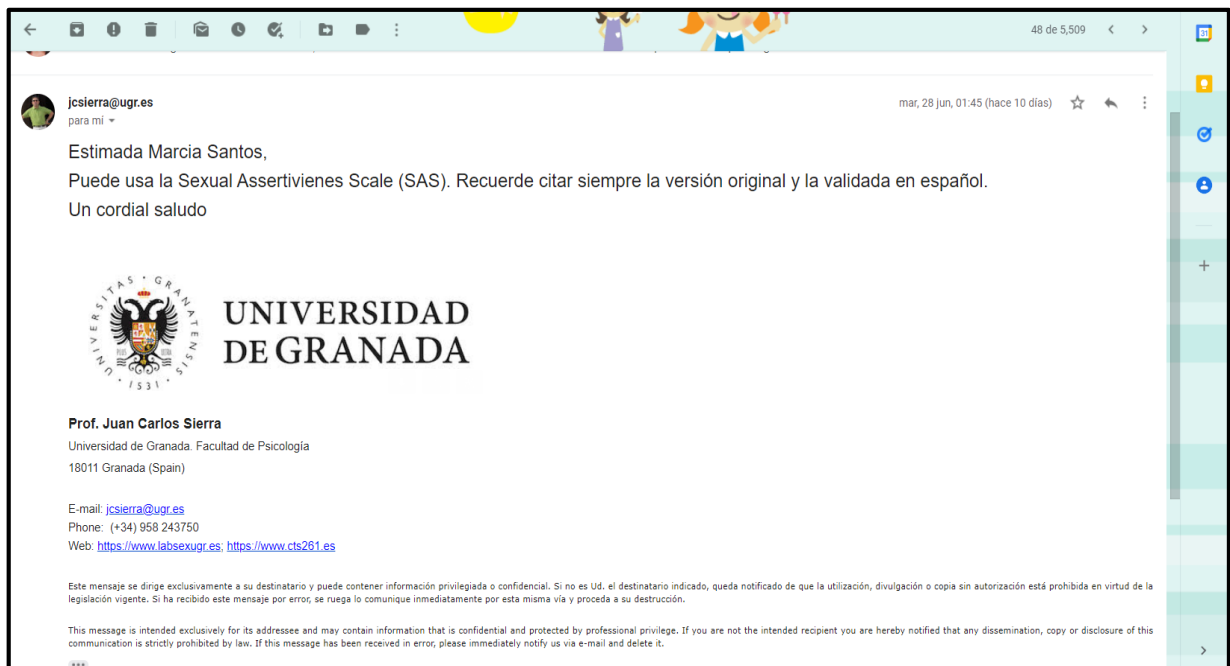 48 de 5,509
31
jcsierra@ugr.es
mar, 28 jun, 01:45 (hace 10 días)
para mí
Estimada Marcia Santos,
Puede usa la Sexual Assertivienes Scale (SAS). Recuerde citar siempre la versión original y la validada en español.
Un cordial saludo
UNIVERSITAS · GRANATENSIS · 1531 ·
PLUS ULTRA
UNIVERSIDAD
DE GRANADA
Prof. Juan Carlos Sierra
Universidad de Granada. Facultad de Psicología
18011 Granada (Spain)
E-mail: jcsierra@ugr.es
Phone: (+34) 958 243750
Web: https://www.labsexugr.es; https://www.cts261.es
Este mensaje se dirige exclusivamente a su destinatario y puede contener información privilegiada o confidencial. Si no es Ud. el destinatario indicado, queda notificado de que la utilización, divulgación o copia sin autorización está prohibida en virtud de la
legislación vigente. Si ha recibido este mensaje por error, se ruega lo comunique inmediatamente por esta misma vía y proceda a su destrucción.
This message is intended exclusively for its addressee and may contain information that is confidential and protected by professional privilege. If you are not the intended recipient you are hereby notified that any dissemination, copy or disclosure of this
communication is strictly prohibited by law. If this message has been received in error, please immediately notify us via e-mail and delete it.